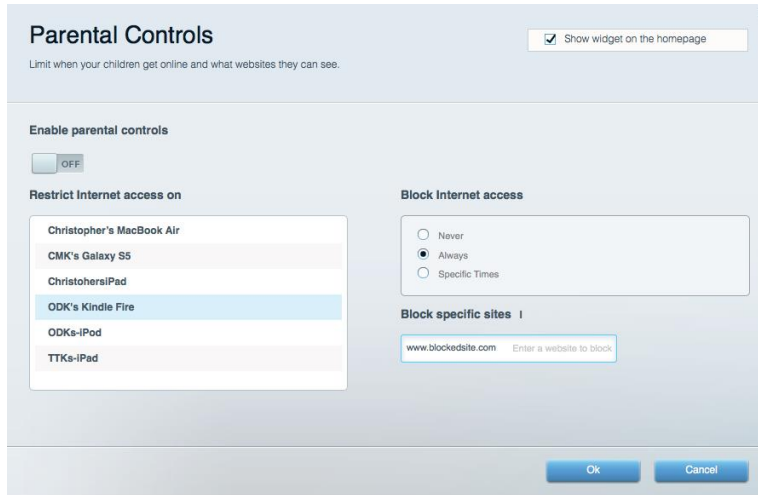 Parental Controls
Show widget on the homepage
Limit when your children get online and what websites they can see.
Enable parental controls
OFF
Restrict Internet access on
Christopher's MacBook Air
CMK's Galaxy S5
ChristohersiPad
ODK's Kindle Fire
ODKs-iPod
TTKs-iPad
Block Internet access
Never
Always
Specific Times
Block specific sites I
www.blockedsite.com Enter a website to block
Ok Cancel